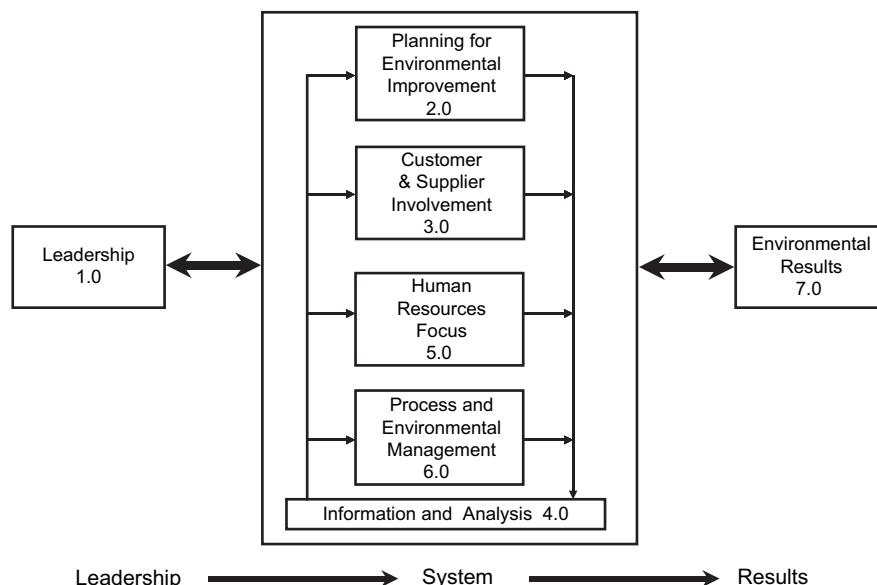 Planning for
Environmental
Improvement
2.0
Customer
& Supplier
Involvement
3.0
Leadership
1.0
Environmental
Results
7.0
Human
Resources
Focus
5.0
Process and
Environmental
Management
6.0
Information and Analysis 4.0
Leadership System Results